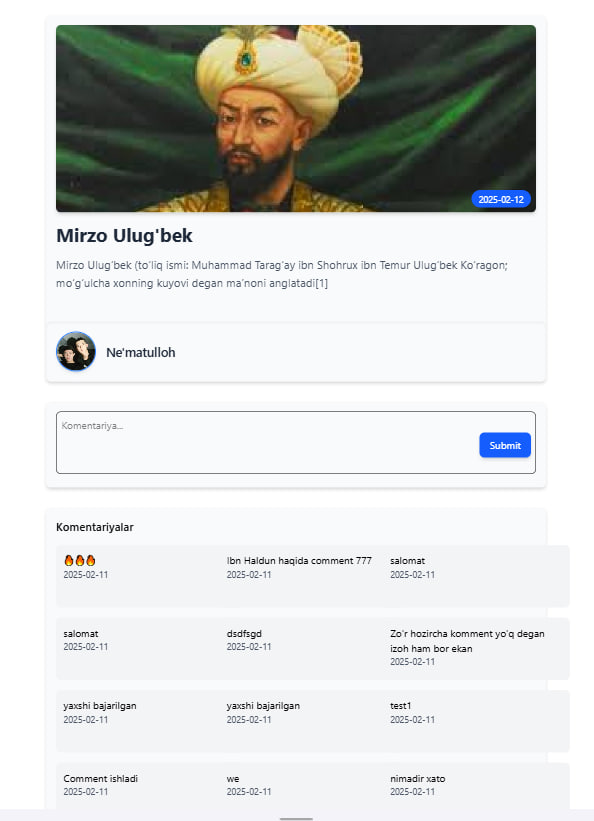 2025-02-12
Mirzo Ulug'bek
Mirzo Ulugʻbek (toʻliq ismi: Muhammad Taragʻay ibn Shohrux ibn Temur Ulugʻbek Koʻragon;
moʻgʻulcha xonning kuyovi degan maʼnoni anglatadi[1]
Ne'matulloh
Komentariya...
Submit
Komentariyalar
🔥🔥🔥
2025-02-11
Ibn Haldun haqida comment 777
2025-02-11
salomat
2025-02-11
salomat
2025-02-11
dsdfsgd
2025-02-11
Zo'r hozircha komment yo'q degan
izoh ham bor ekan
2025-02-11
yaxshi bajarilgan
2025-02-11
yaxshi bajarilgan
2025-02-11
test1
2025-02-11
Comment ishladi
2025-02-11
we
2025-02-11
nimadir xato
2025-02-11